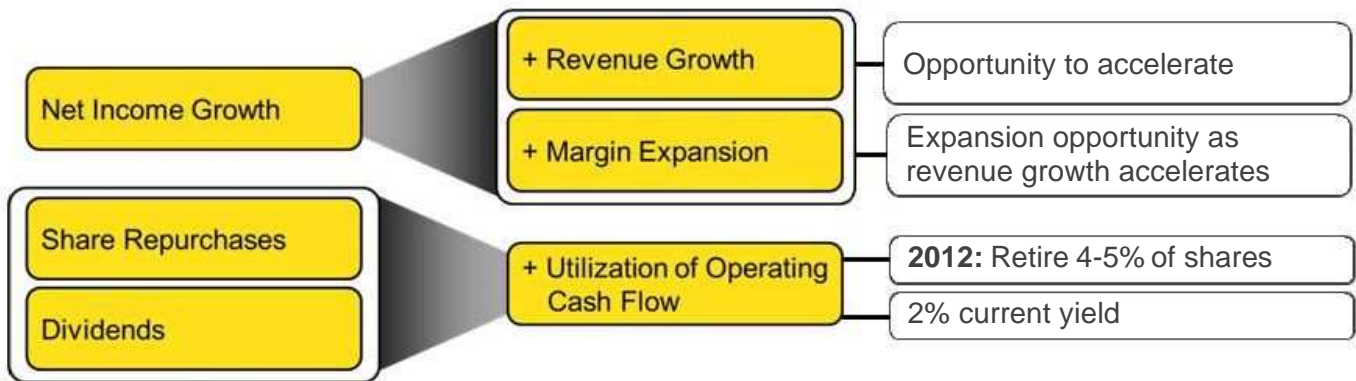 Net Income Growth
+ Revenue Growth
Opportunity to accelerate
+ Margin Expansion
Expansion opportunity as
revenue growth accelerates
Share Repurchases
Dividends
+ Utilization of Operating
Cash Flow
2012: Retire 4-5% of shares
2% current yield